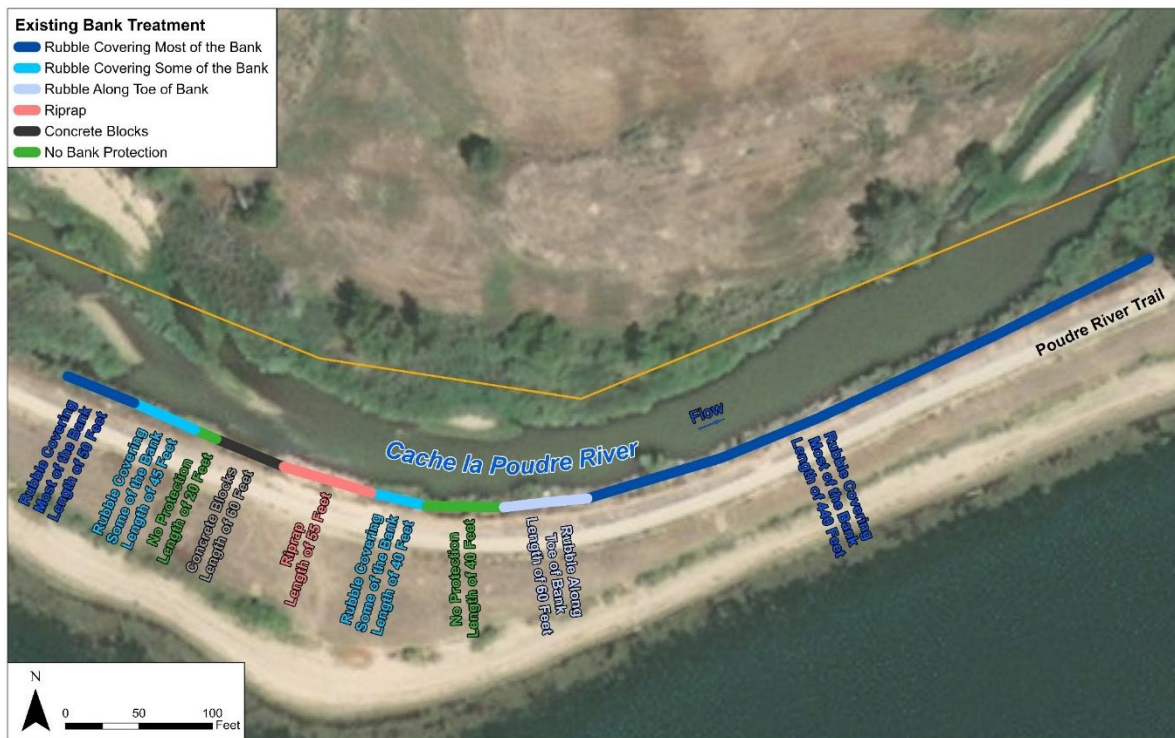 Existing Bank Treatment
Rubble Covering Most of the Bank
Rubble Covering Some of the Bank
Rubble Along Toe of Bank
Riprap
Concrete Blocks
No Bank Protection
Poudre River Trail
Flow
Cache la Poudre River
Rubble Covering
Most of the Bank
Length of 50 Feet
Rubble Covering
Some of the Bank
Length of 45 Feet
No Protection
Length of 20 Feet
Concrete Blocks
Length of 60 Feet
Riprap
Length of 55 Feet
Rubble Covering
Some of the Bank
Length of 40 Feet
No Protection
Length of 40 Feet
Rubble Along
Toe of Bank
Length of 60 Feet
Rubble Covering
Most of the Bank
Length of 440 Feet
N
0 50 100
Feet